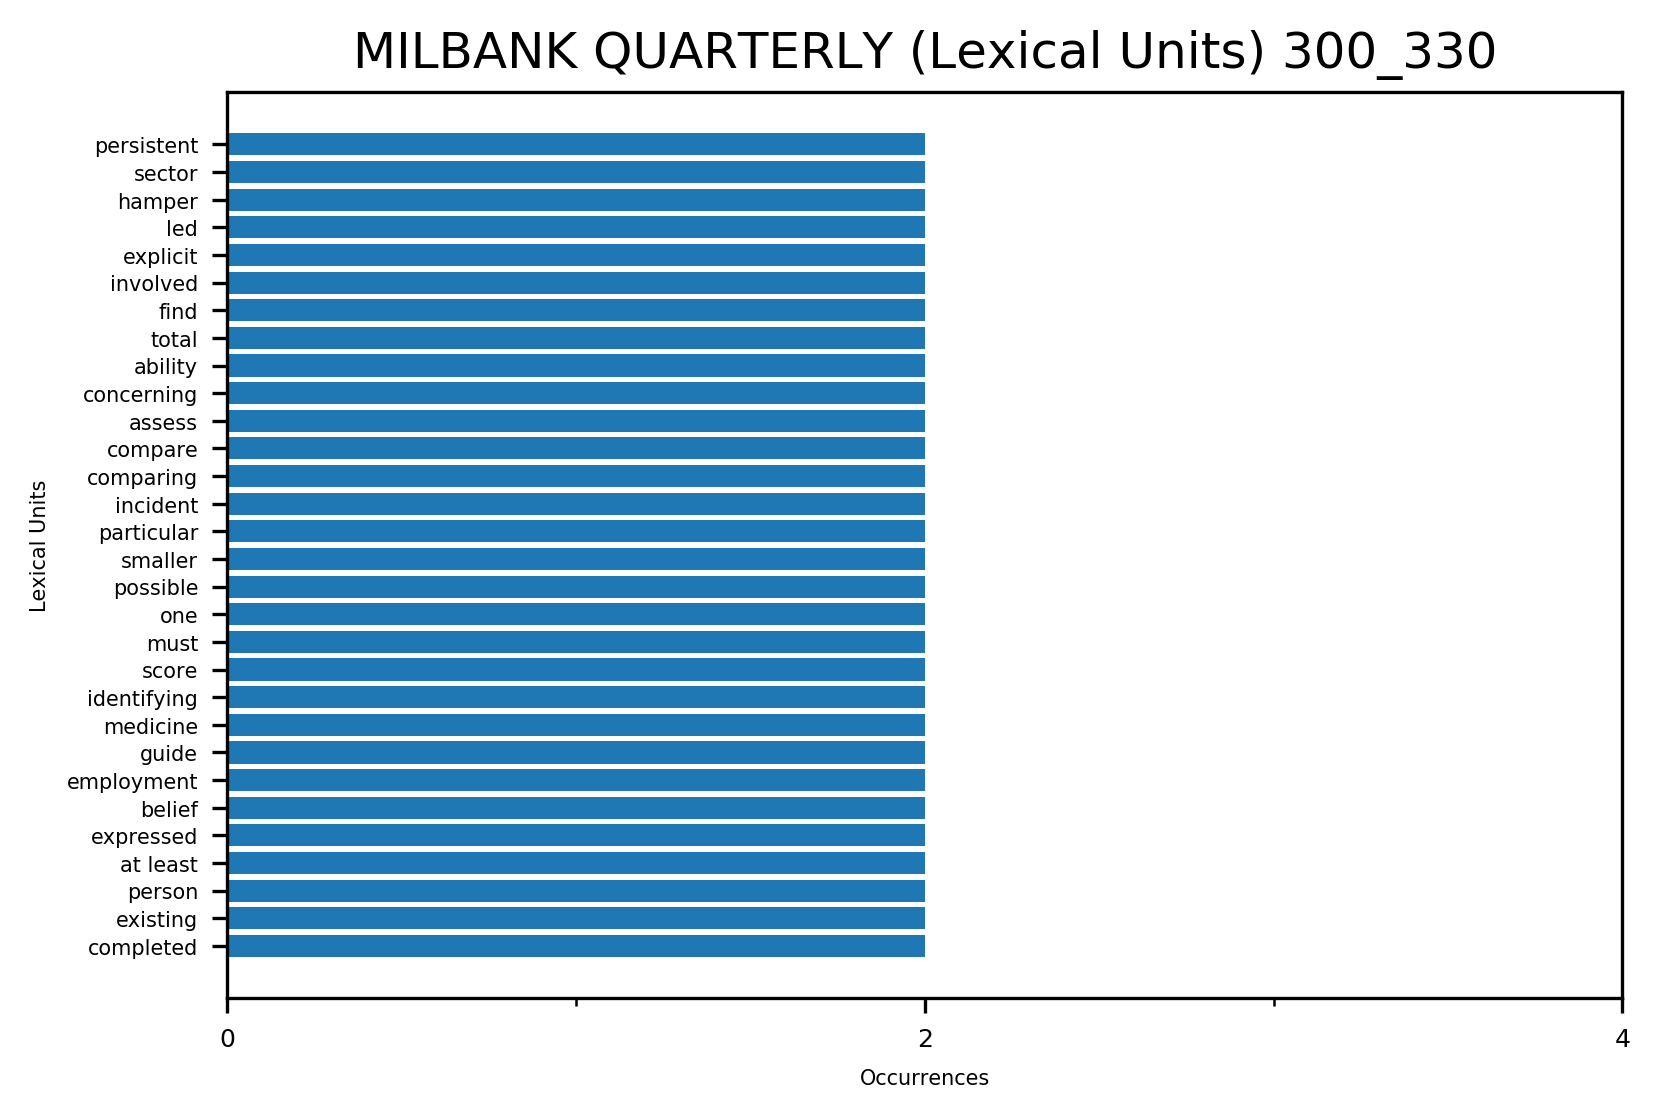 MILBANK QUARTERLY (Lexical Units) 300_330
persistent
sector
hamper
led
explicit
involved
find
total
ability
concerning
assess
compare
comparing
incident
particular
smaller
possible
one
must
score
identifying
medicine
guide
employment
belief
expressed
at least
person
existing
completed
Lexical Units
0 2 4
Occurrences